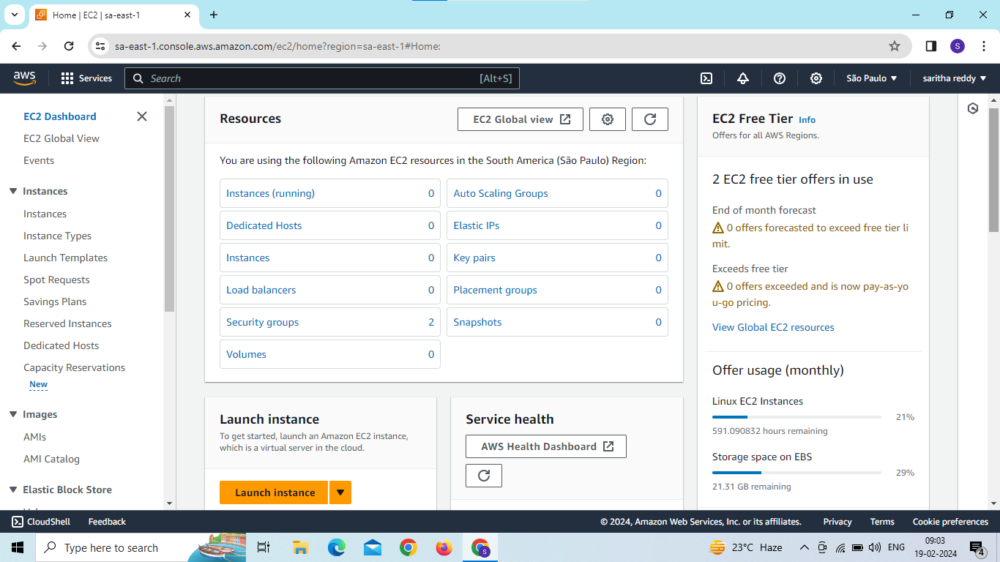 Home | EC2 | sa-east-1
sa-east-1.console.aws.amazon.com/ec2/home?region=sa-east-1#Home:
S
aws
Services
Search
[Alt+S]
São Paulo
saritha reddy
EC2 Dashboard
EC2 Global View
Events
Instances
Instances
Instance Types
Launch Templates
Spot Requests
Savings Plans
Reserved Instances
Dedicated Hosts
Capacity Reservations
New
Images
AMIs
AMI Catalog
Elastic Block Store
Resources
EC2 Global view
You are using the following Amazon EC2 resources in the South America (São Paulo) Region:
Instances (running) 0
Auto Scaling Groups 0
Dedicated Hosts 0
Elastic IPs 0
Instances 0
Key pairs 0
Load balancers 0
Placement groups 0
Security groups 2
Snapshots 0
Volumes 0
Launch instance
To get started, launch an Amazon EC2 instance,
which is a virtual server in the cloud.
Launch instance
Service health
AWS Health Dashboard
EC2 Free Tier Info
Offers for all AWS Regions.
2 EC2 free tier offers in use
End of month forecast
0 offers forecasted to exceed free tier li
mit.
Exceeds free tier
0 offers exceeded and is now pay-as-yo
u-go pricing.
View Global EC2 resources
Offer usage (monthly)
Linux EC2 Instances
21%
591.090832 hours remaining
Storage space on EBS
29%
21.31 GB remaining
CloudShell
Feedback
© 2024, Amazon Web Services, Inc. or its affiliates.
Privacy
Terms
Cookie preferences
Type here to search
S
23°C Haze
ENG
09:03
19-02-2024
4